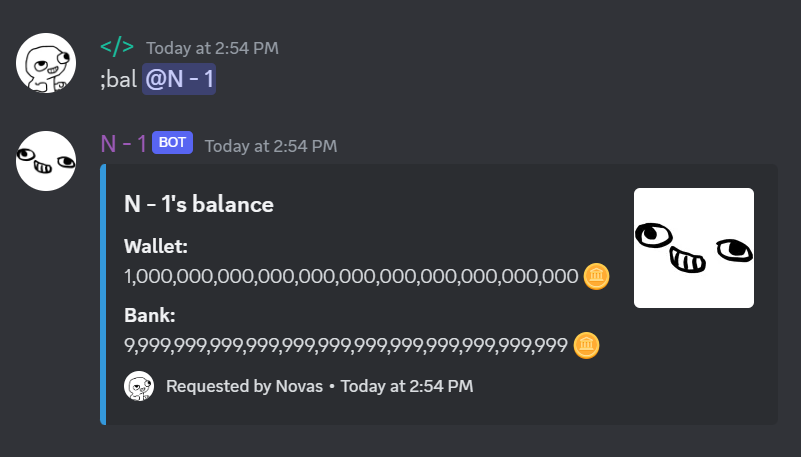 </> Today at 2:54 PM
;bal @N - 1
N - 1 BOT Today at 2:54 PM
N - 1's balance
Wallet:
1,000,000,000,000,000,000,000,000,000,000,000
Bank:
9,999,999,999,999,999,999,999,999,999,999,999,999
Requested by Novas • Today at 2:54 PM